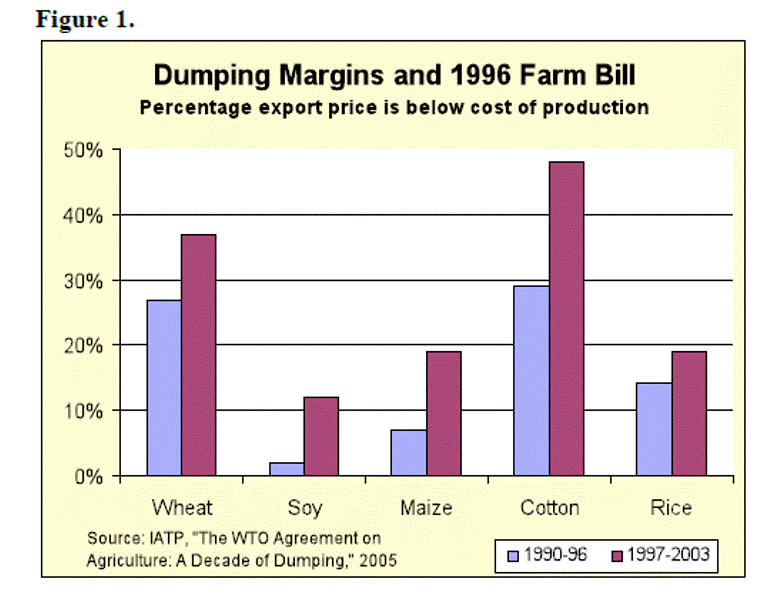 Figure 1.
Dumping Margins and 1996 Farm Bill
Percentage export price is below cost of production
50%
40%
30%
20%
10%
0%
Wheat Soy Maize Cotton Rice
Source: IATP, "The WTO Agreement on
Agriculture: A Decade of Dumping," 2005
1990-96 1997-2003